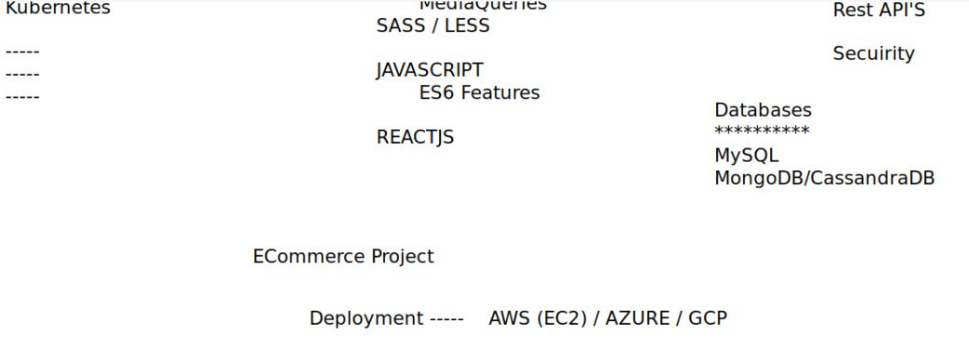 Kubernetes
-----
-----
-----
MediaQueries
SASS / LESS
JAVASCRIPT
ES6 Features
REACTJS
Rest API'S
Secuirity
Databases
**********
MySQL
MongoDB/CassandraDB
ECommerce Project
Deployment ----- AWS (EC2) / AZURE / GCP